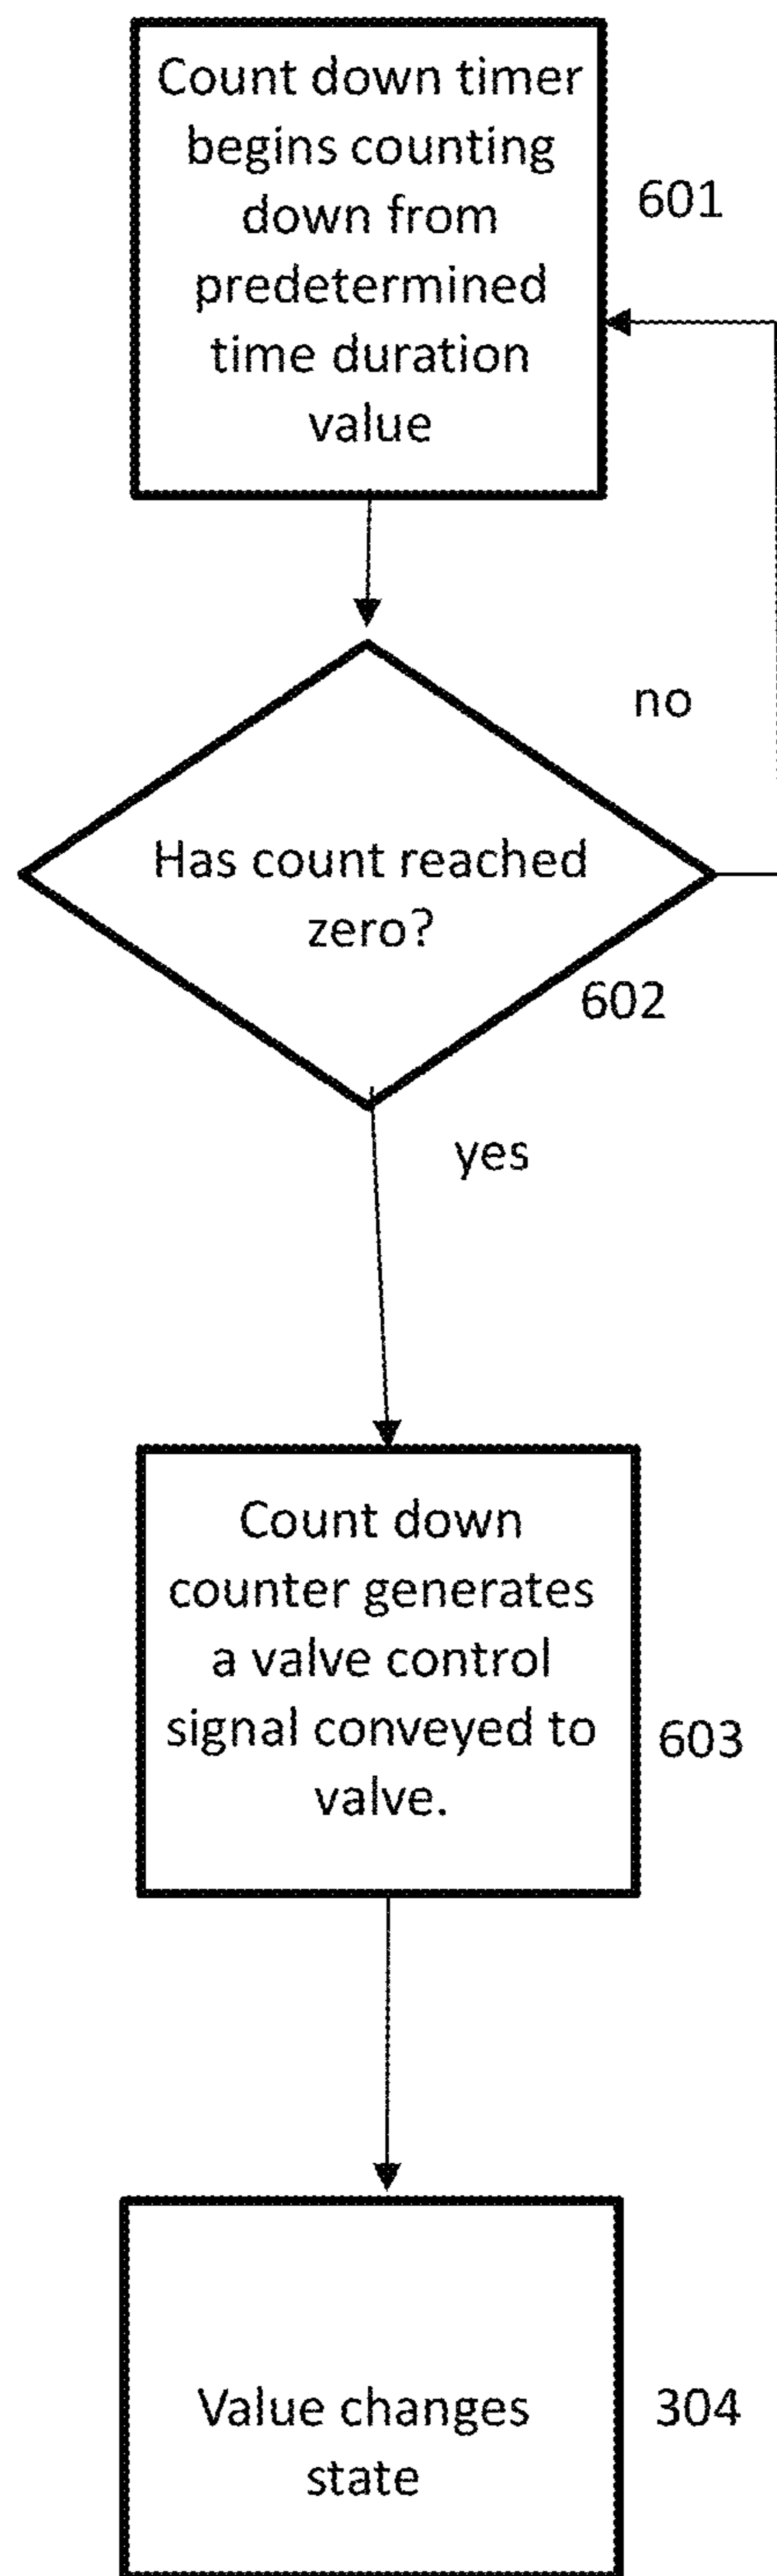 Count down timer
begins counting
down from
predetermined
time duration
value
601
no
Has count reached
zero?
602
yes
Count down
counter generates
a valve control
signal conveyed to
valve.
603
Value changes
state
304